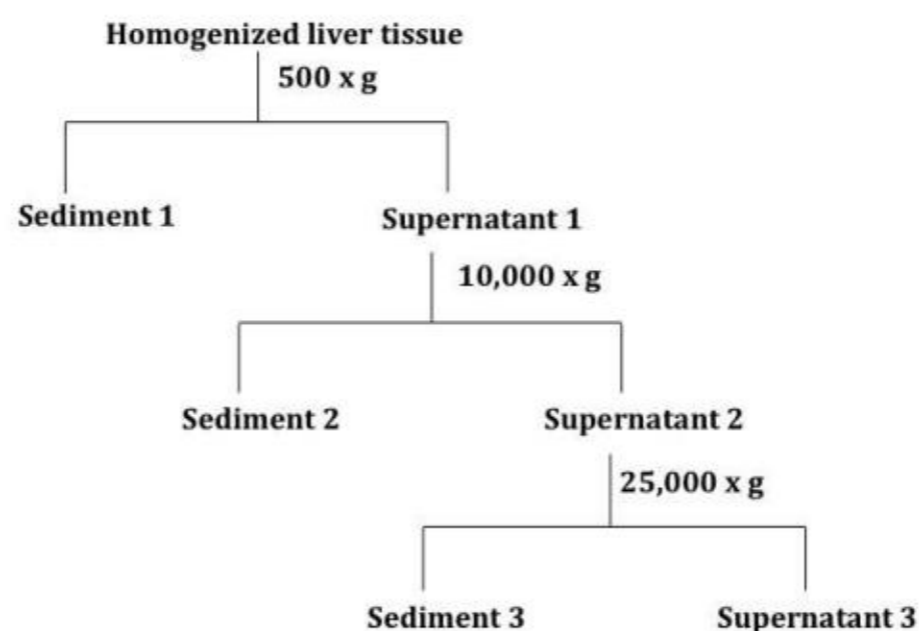 Homogenized liver tissue
500 x g
Sediment 1
Supernatant 1
10,000 x g
Sediment 2
Supernatant 2
25,000 x g
Sediment 3
Supernatant 3